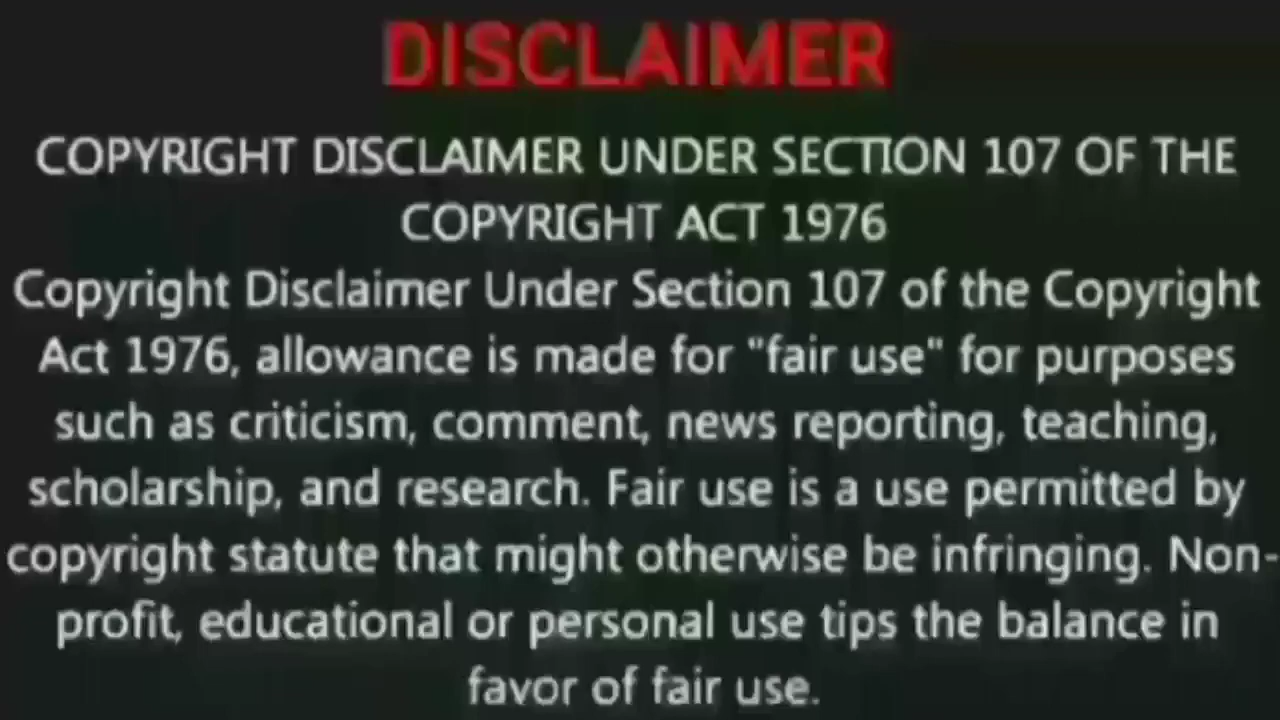 DISCLAIMER
COPYRIGHT DISCLAIMER UNDER SECTION 107 OF THE
COPYRIGHT ACT 1976
Copyright Disclaimer Under Section 107 of the Copyright
Act 1976, allowance is made for "fair use" for purposes
such as criticism, comment, news reporting, teaching,
scholarship, and research. Fair use is a use permitted by
copyright statute that might otherwise be infringing. Non-
profit, educational or personal use tips the balance in
favor of fair use.